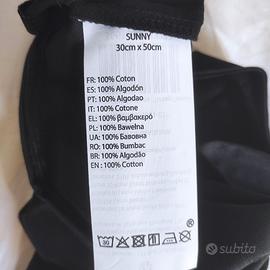 SUNNY
30cm x 50cm
FR: 100% Coton
ES: 100% Algodón
PT: 100% Algodao
IT: 100% Cotone
EL: 100% βαμβακερό
PL: 100% Bawełna
UA: 100% Бавовна
RO: 100% Bumbac
BR: 100% Algodão
EN : 100% Cotton
®
30
subito